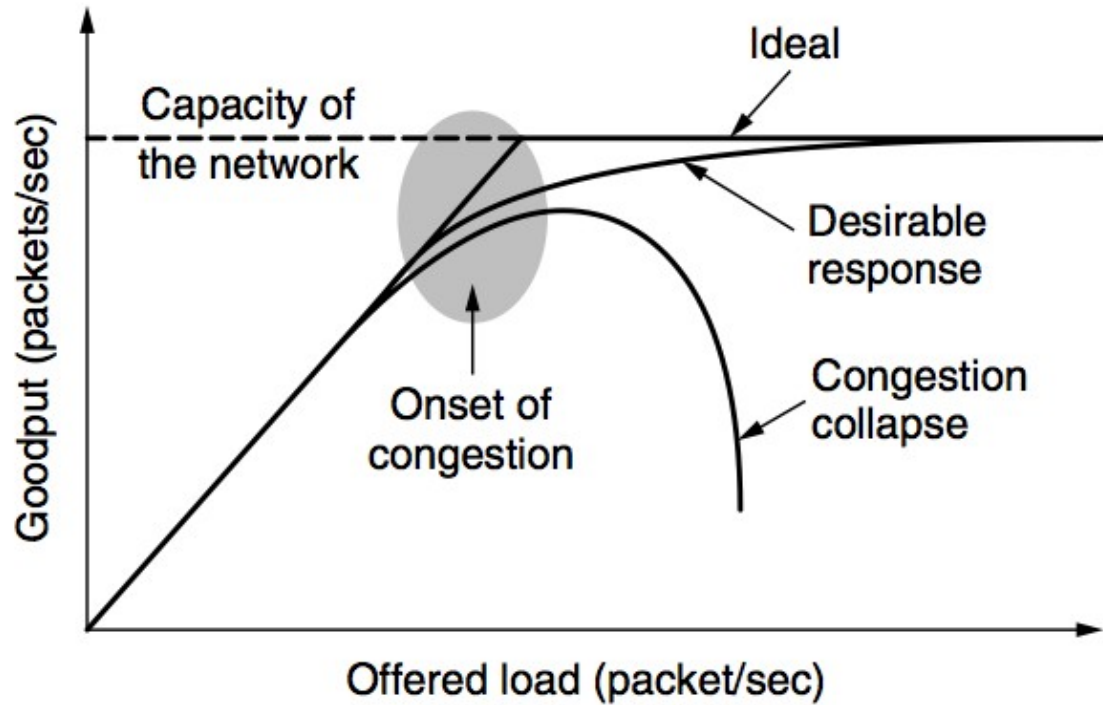 Ideal
Capacity of
the network
Desirable
response
Congestion
collapse
Onset of
congestion
Goodput (packets/sec)
Offered load (packet/sec)